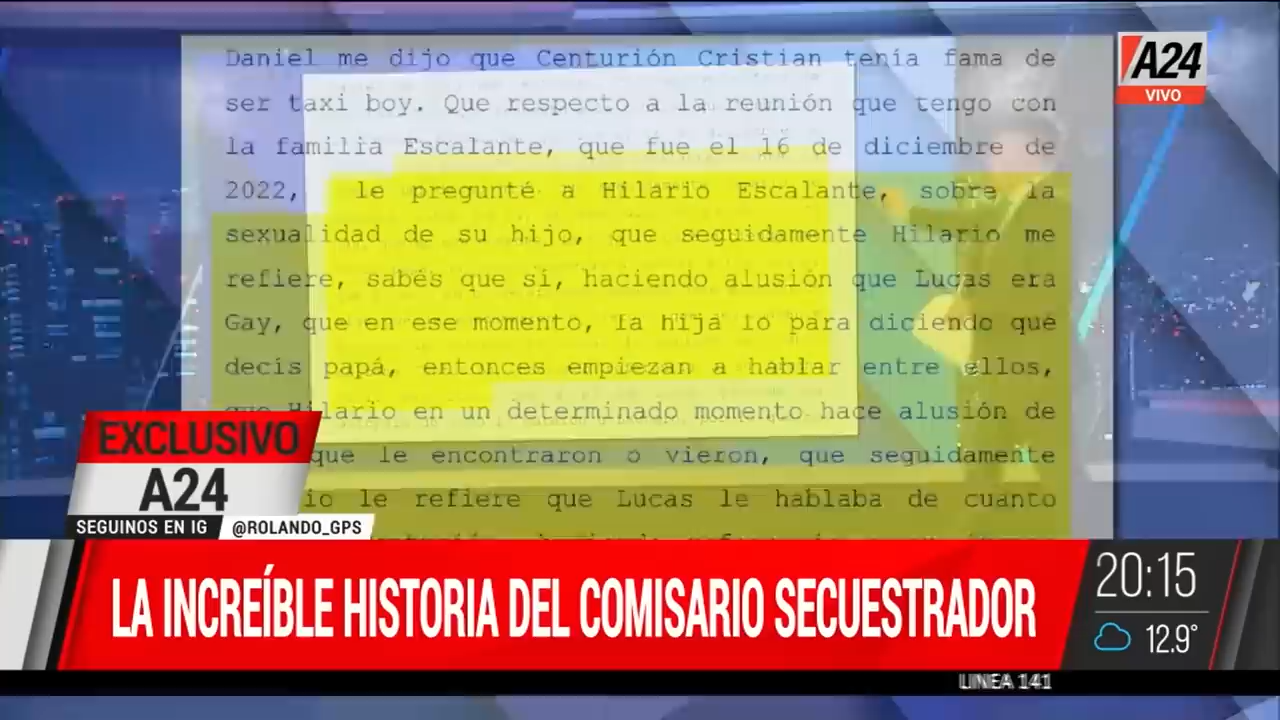 Daniel me dijo que Centurión Cristian tenía fama de
ser taxi boy. Que respecto a la reunión que tengo con
la familia Escalante, que fue el 16 de diciembre de
2022, le pregunté a Hilario Escalante, sobre la
sexualidad de su hijo, que seguidamente Hilario me
refiere, sabés que sí, haciendo alusión que Lucas era
Gay, que en ese momento, la hija lo para diciendo qué
decís papá, entonces empiezan a hablar entre ellos,
que Hilario en un determinado momento hace alusión de
que le encontraron o vieron, que seguidamente
le refiere que Lucas le hablaba de cuanto
A24
VIVO
EXCLUSIVO
A24
SEGUINOS EN IG @ROLANDO_GPS
LA INCREÍBLE HISTORIA DEL COMISARIO SECUESTRADOR
20:15
12.9°
LINEA 141